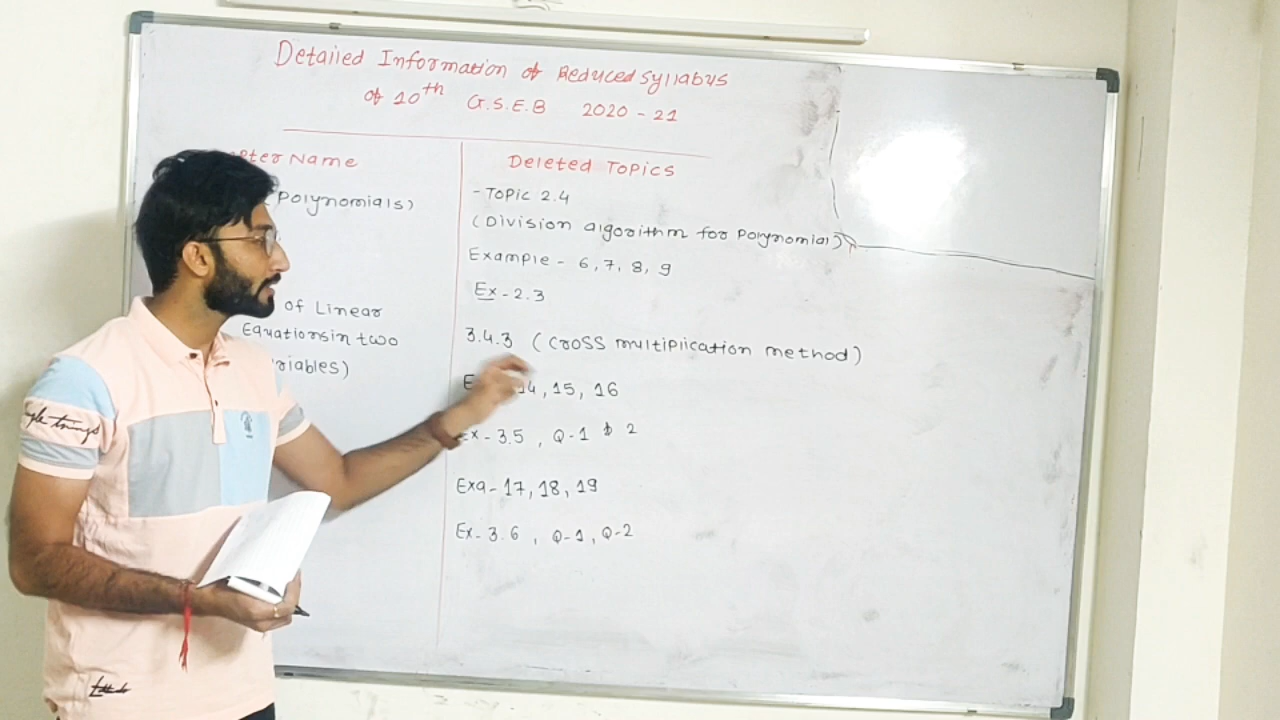 Detailed Information of Reduced Syllabus
of 10th G.S.E.B 2020 - 21
Name
Deleted Topics
Polynomials)
- Topic 2.4
(Division algorithm for Polynomial)
Example - 6, 7, 8, 9
Ex - 2.3
of Linear
Equations in two
3.4.3 (Cross multiplication method)
14, 15, 16
Ex - 3.5 , Q-1 & 2
Exa - 17, 18, 19
Ex - 3.6 , Q-1, Q-2